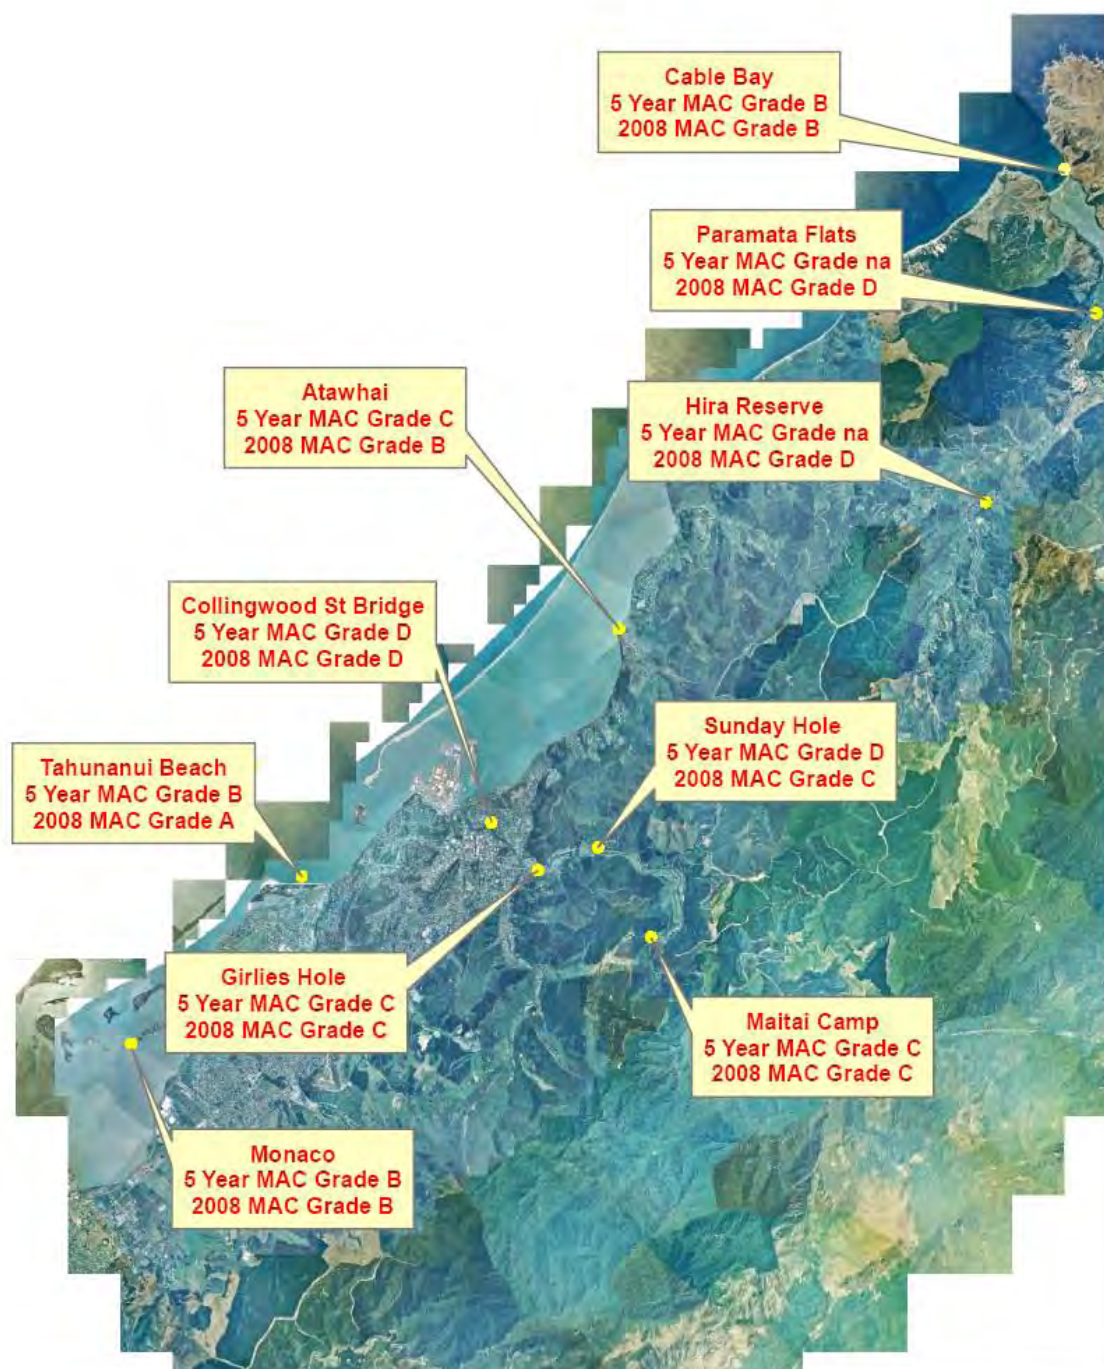 Cable Bay
5 Year MAC Grade B
2008 MAC Grade B
Paramata Flats
5 Year MAC Grade na
2008 MAC Grade D
Atawhai
5 Year MAC Grade C
2008 MAC Grade B
Hira Reserve
5 Year MAC Grade na
2008 MAC Grade D
Collingwood St Bridge
5 Year MAC Grade D
2008 MAC Grade D
Sunday Hole
5 Year MAC Grade D
2008 MAC Grade C
Tahunanui Beach
5 Year MAC Grade B
2008 MAC Grade A
Girlies Hole
5 Year MAC Grade C
2008 MAC Grade C
Maitai Camp
5 Year MAC Grade C
2008 MAC Grade C
Monaco
5 Year MAC Grade B
2008 MAC Grade B